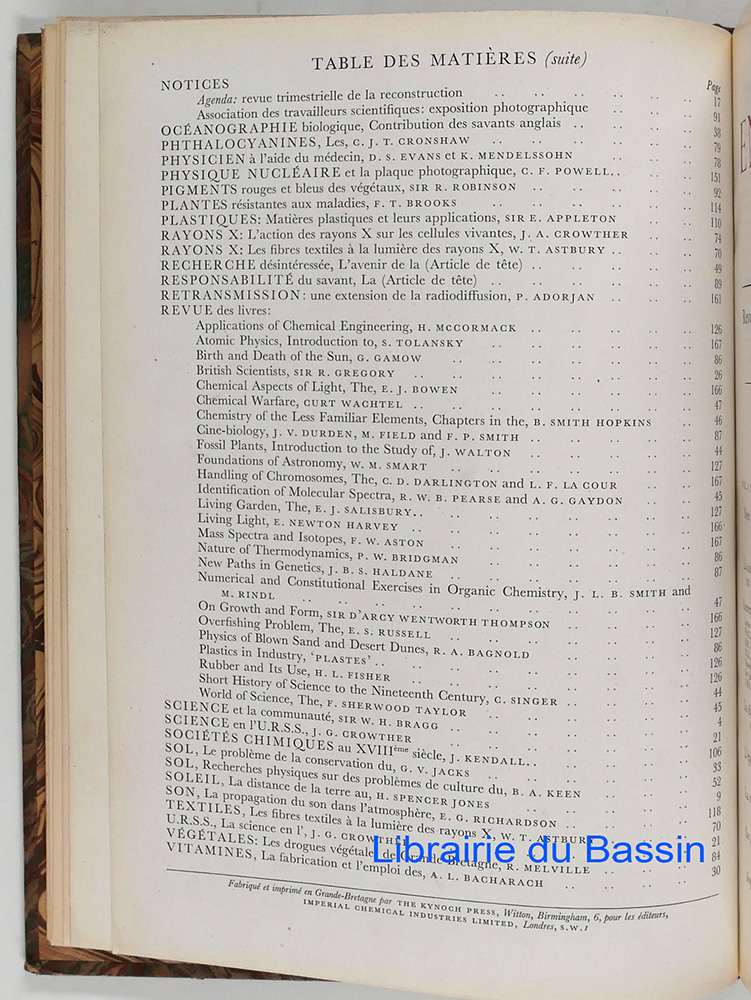 TABLE DES MATIÈRES (suite)
Page
NOTICES
Agenda: revue trimestrielle de la reconstruction .. .. .. .. .. .. 17
Association des travailleurs scientifiques: exposition photographique .. .. .. 91
OCÉANOGRAPHIE biologique, Contribution des savants anglais .. .. .. .. 38
PHTHALOCYANINES, Les, C. J. T. CRONSHAW .. .. .. .. .. .. 79
PHYSICIEN à l'aide du médecin, D. S. EVANS et K. MENDELSSOHN .. .. .. 78
PHYSIQUE NUCLÉAIRE et la plaque photographique, C. F. POWELL.. .. .. .. 151
PIGMENTS rouges et bleus des végétaux, SIR R. ROBINSON .. .. .. .. .. 92
PLANTES résistantes aux maladies, F. T. BROOKS .. .. .. .. .. .. 114
PLASTIQUES: Matières plastiques et leurs applications, SIR E. APPLETON .. .. 110
RAYONS X: L'action des rayons X sur les cellules vivantes, J. A. CROWTHER .. .. 74
RAYONS X: Les fibres textiles à la lumière des rayons X, W. T. ASTBURY .. .. .. 70
RECHERCHE désintéressée, L'avenir de la (Article de tête) .. .. .. .. .. 49
RESPONSABILITÉ du savant, La (Article de tête) .. .. .. .. .. .. 89
RETRANSMISSION: une extension de la radiodiffusion, P. ADORJAN .. .. .. 161
REVUE des livres:
Applications of Chemical Engineering, H. MCCORMACK .. .. .. .. .. 126
Atomic Physics, Introduction to, S. TOLANSKY .. .. .. .. .. .. 167
Birth and Death of the Sun, G. GAMOW .. .. .. .. .. .. 86
British Scientists, SIR R. GREGORY .. .. .. .. .. .. .. 26
Chemical Aspects of Light, The, E. J. BOWEN .. .. .. .. .. .. 166
Chemical Warfare, CURT WACHTEL .. .. .. .. .. .. .. 47
Chemistry of the Less Familiar Elements, Chapters in the, B. SMITH HOPKINS .. 46
Cine-biology, J. V. DURDEN, M. FIELD and F. P. SMITH .. .. .. .. .. 87
Fossil Plants, Introduction to the Study of, J. WALTON .. .. .. .. .. 44
Foundations of Astronomy, W. M. SMART .. .. .. .. .. .. 127
Handling of Chromosomes, The, C. D. DARLINGTON and L. F. LA COUR .. .. 167
Identification of Molecular Spectra, R. W. B. PEARSE and A. G. GAYDON .. .. 45
Living Garden, The, E. J. SALISBURY.. .. .. .. .. .. .. 127
Living Light, E. NEWTON HARVEY .. .. .. .. .. .. .. 166
Mass Spectra and Isotopes, F. W. ASTON .. .. .. .. .. .. 167
Nature of Thermodynamics, P. W. BRIDGMAN .. .. .. .. .. .. 86
New Paths in Genetics, J. B. S. HALDANE .. .. .. .. .. .. 87
Numerical and Constitutional Exercises in Organic Chemistry, J. L. B. SMITH and
M. RINDL .. .. .. .. .. .. .. .. .. 47
On Growth and Form, SIR D'ARCY WENTWORTH THOMPSON .. .. .. .. 166
Overfishing Problem, The, E. S. RUSSELL .. .. .. .. .. .. 127
Physics of Blown Sand and Desert Dunes, R. A. BAGNOLD .. .. .. .. 86
Plastics in Industry, 'PLASTES' .. .. .. .. .. .. .. 126
Rubber and Its Use, H. L. FISHER .. .. .. .. .. .. .. 126
Short History of Science to the Nineteenth Century, C. SINGER .. .. .. .. 44
World of Science, The, F. SHERWOOD TAYLOR .. .. .. .. .. 45
SCIENCE et la communauté, SIR W. H. BRAGG .. .. .. .. .. .. 4
SCIENCE en l'U.R.S.S., J. G. CROWTHER .. .. .. .. .. .. 21
SOCIÉTÉS CHIMIQUES au XVIIIème siècle, J. KENDALL.. .. .. .. .. 106
SOL, Le problème de la conservation du, G. V. JACKS .. .. .. .. .. 33
SOL, Recherches physiques sur des problèmes de culture du, B. A. KEEN .. .. .. 52
SOLEIL, La distance de la terre au, H. SPENCER JONES .. .. .. .. .. 9
SON, La propagation du son dans l'atmosphère, E. G. RICHARDSON .. .. .. .. 118
TEXTILES, Les fibres textiles à la lumière des rayons X, W. T. ASTBURY .. .. .. 70
U.R.S.S., La science en l', J. G. CROWTHER .. .. .. .. .. .. 21
VÉGÉTALES: Les drogues végétales de Grande-Bretagne, R. MELVILLE .. .. .. 84
VITAMINES, La fabrication et l'emploi des, A. L. BACHARACH .. .. .. .. 30
Librairie du Bassin
Fabriqué et imprimé en Grande-Bretagne par THE KYNOCH PRESS, Witton, Birmingham, 6, pour les éditeurs,
IMPERIAL CHEMICAL INDUSTRIES LIMITED, Londres, S.W.1